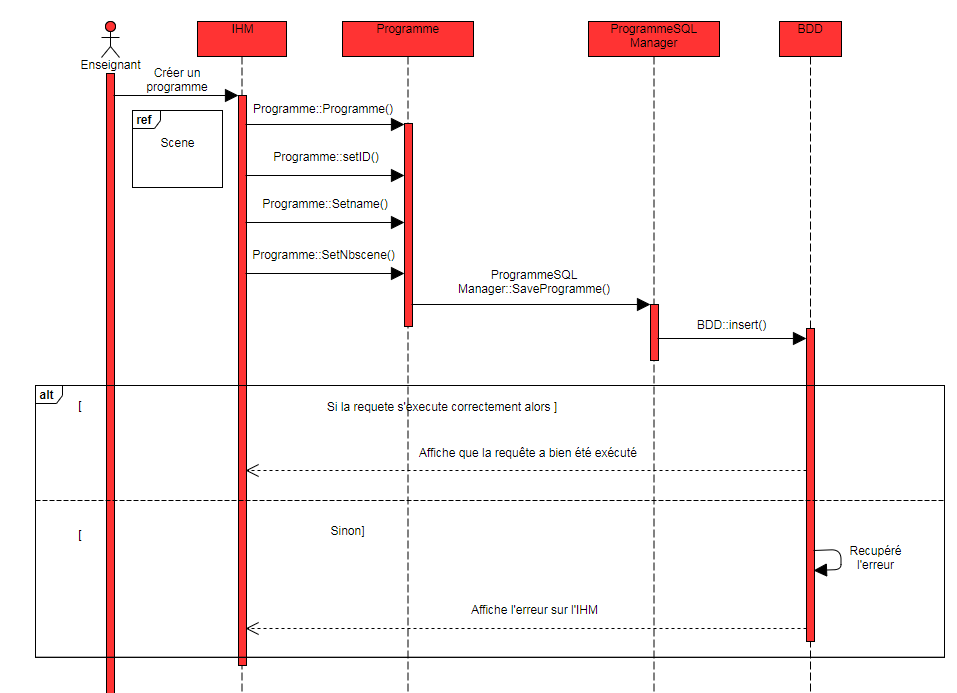 IHM
Programme
ProgrammeSQL
Manager
BDD
Enseignant
Créer un
programme
ref
Scene
Programme::Programme()
Programme::setID()
Programme::Setname()
Programme::SetNbscene()
ProgrammeSQL
Manager::SaveProgramme()
BDD::insert()
alt
[ Si la requete s'execute correctement alors ]
Affiche que la requête a bien été exécuté
[ Sinon]
Recupéré
l'erreur
Affiche l'erreur sur l'IHM